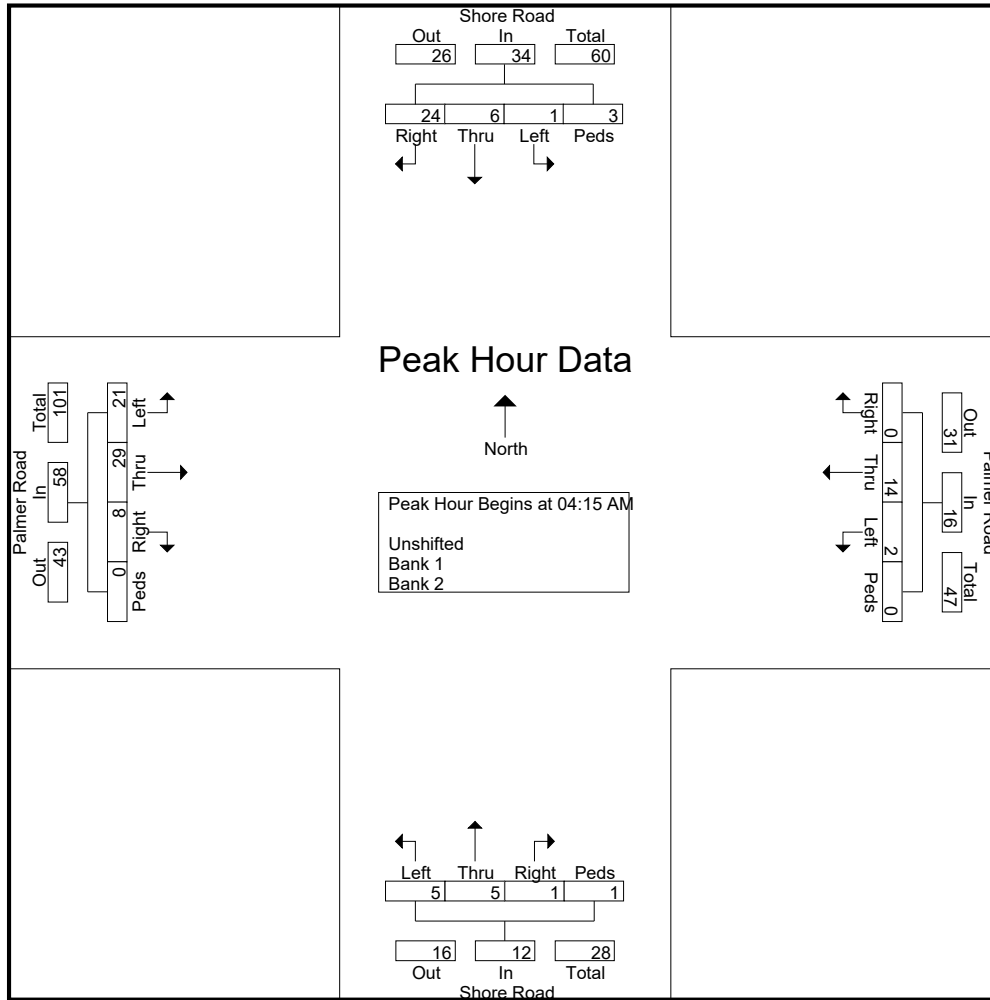 Shore Road
Out In Total
26 34 60
24 6 1 3
Right Thru Left Peds
Peak Hour Data
North
Peak Hour Begins at 04:15 AM
Unshifted
Bank 1
Bank 2
Palmer Road
Total In Out
101 58 43
21 29 8 0
Left Thru Right Peds
Right Thru Left Peds
0 14 2 0
31 16 47
Out In Total
Palmer Road
Left Thru Right Peds
5 5 1 1
16 12 28
Out In Total
Shore Road